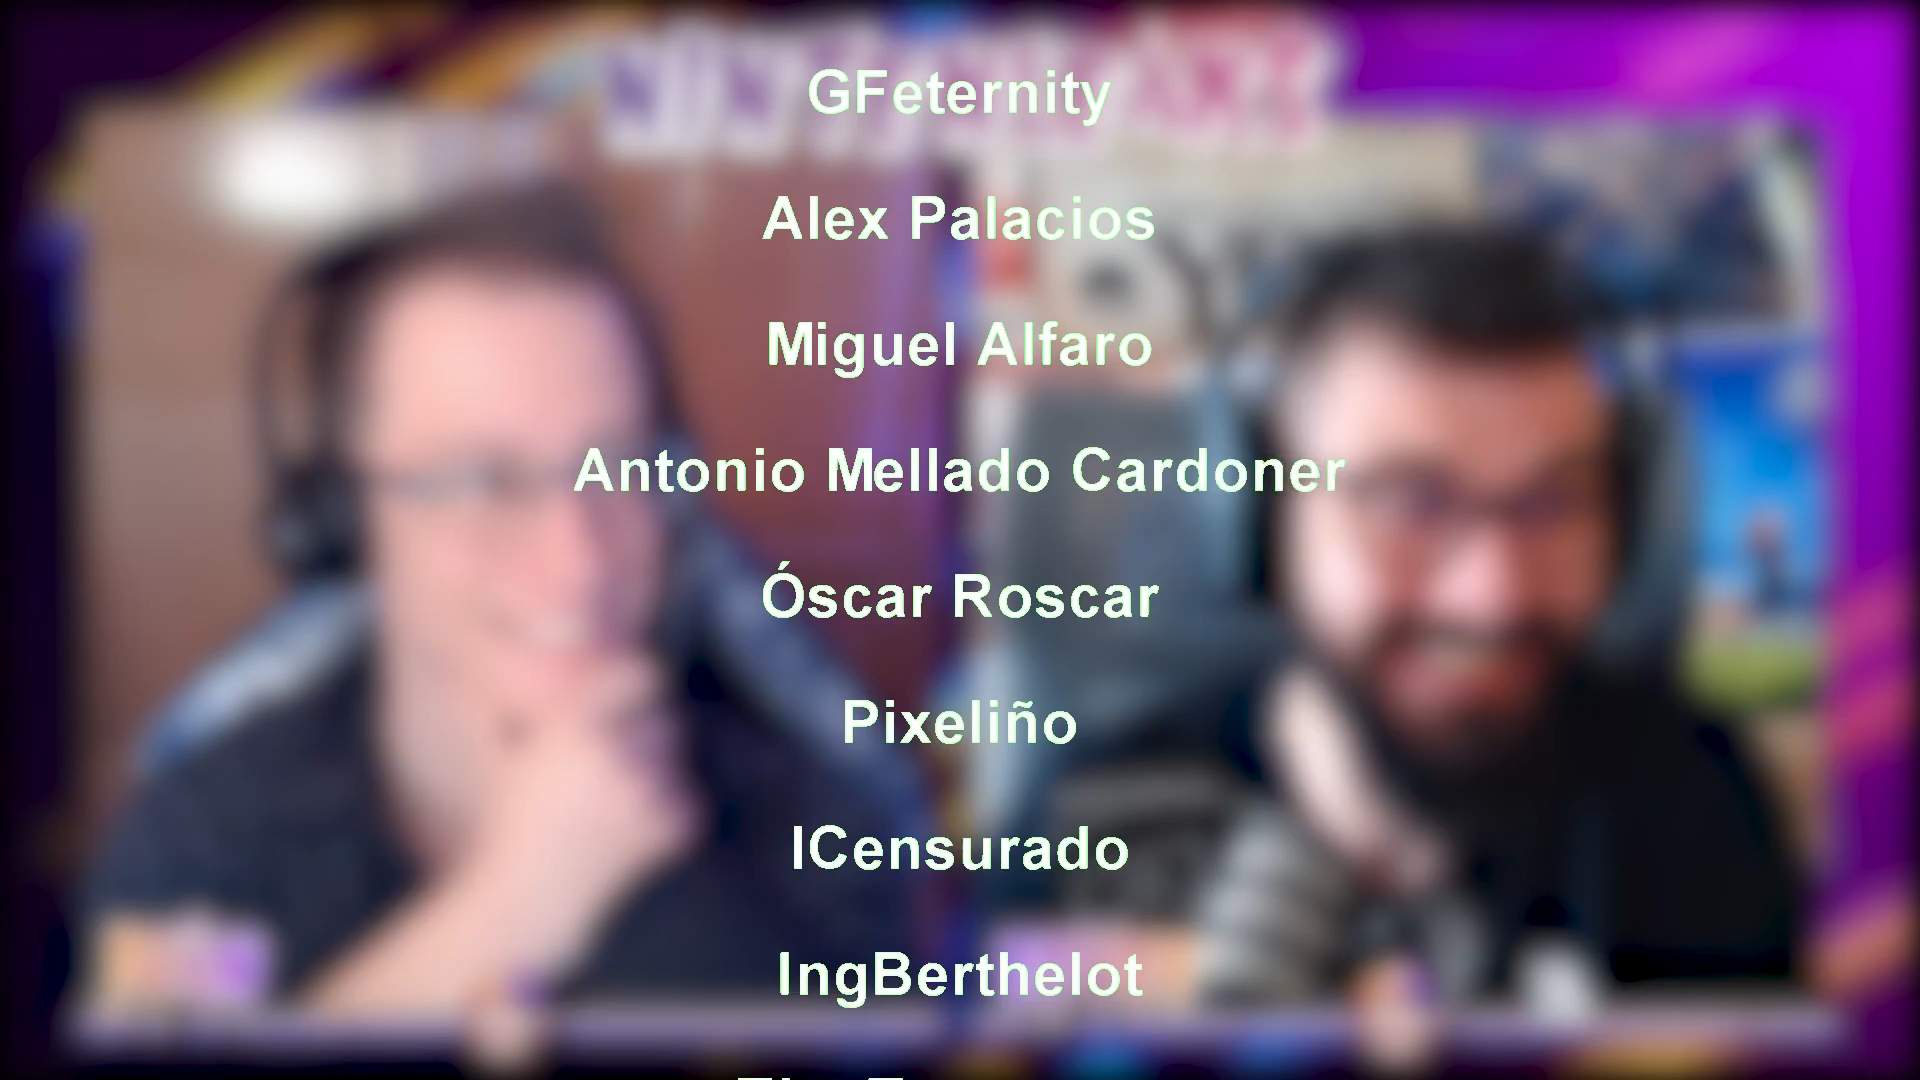 GFeternity
Alex Palacios
Miguel Alfaro
Antonio Mellado Cardoner
Óscar Roscar
Pixeliño
ICensurado
IngBerthelot